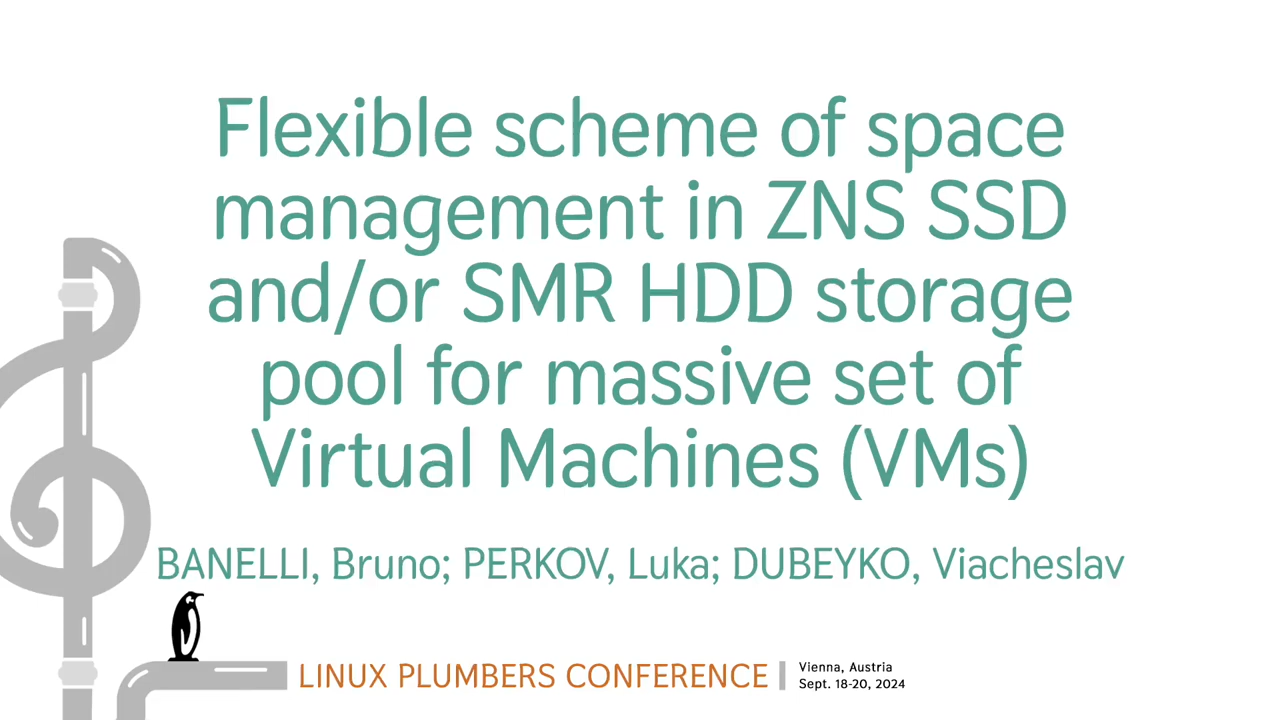 Flexible scheme of space
management in ZNS SSD
and/or SMR HDD storage
pool for massive set of
Virtual Machines (VMs)
BANELLI, Bruno; PERKOV, Luka; DUBEYKO, Viacheslav
LINUX PLUMBERS CONFERENCE
Vienna, Austria
Sept. 18-20, 2024